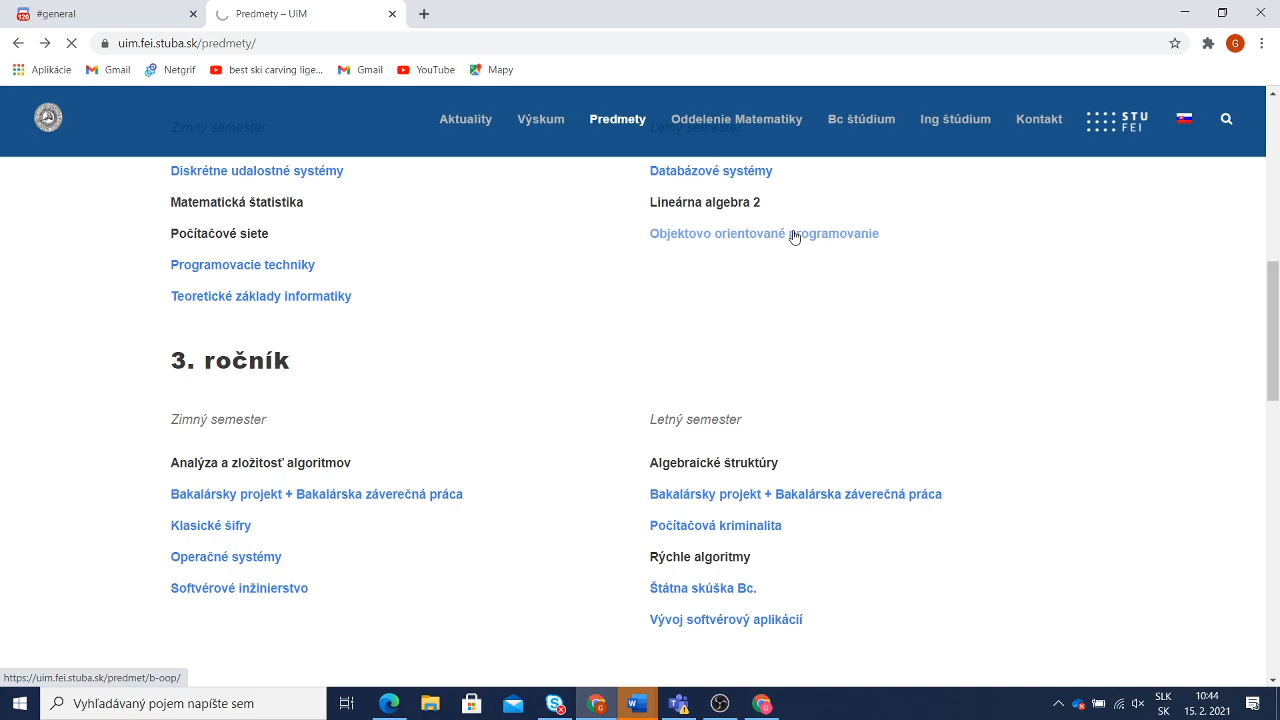 #general
Predmety – UIM
uim.fei.stuba.sk/predmety/
G
Aplikácie
Gmail
Netgrif
best ski carving lige...
Gmail
YouTube
Mapy
Aktuality
Výskum
Predmety
Oddelenie Matematiky
Bc štúdium
Ing štúdium
Kontakt
STU
FEI
Zimný semester
Letný semester
Diskrétne udalostné systémy
Databázové systémy
Matematická štatistika
Lineárna algebra 2
Počítačové siete
Objektovo orientované programovanie
Programovacie techniky
Teoretické základy informatiky
3. ročník
Zimný semester
Letný semester
Analýza a zložitosť algoritmov
Algebraické štruktúry
Bakalársky projekt + Bakalárska záverečná práca
Bakalársky projekt + Bakalárska záverečná práca
Klasické šifry
Počítačová kriminalita
Operačné systémy
Rýchle algoritmy
Softvérové inžinierstvo
Štátna skúška Bc.
Vývoj softvérový aplikácií
https://uim.fei.stuba.sk/predmet/b-oop/
Vyhľadávaný pojem napíšte sem
SLK
SK
10:44
15. 2. 2021